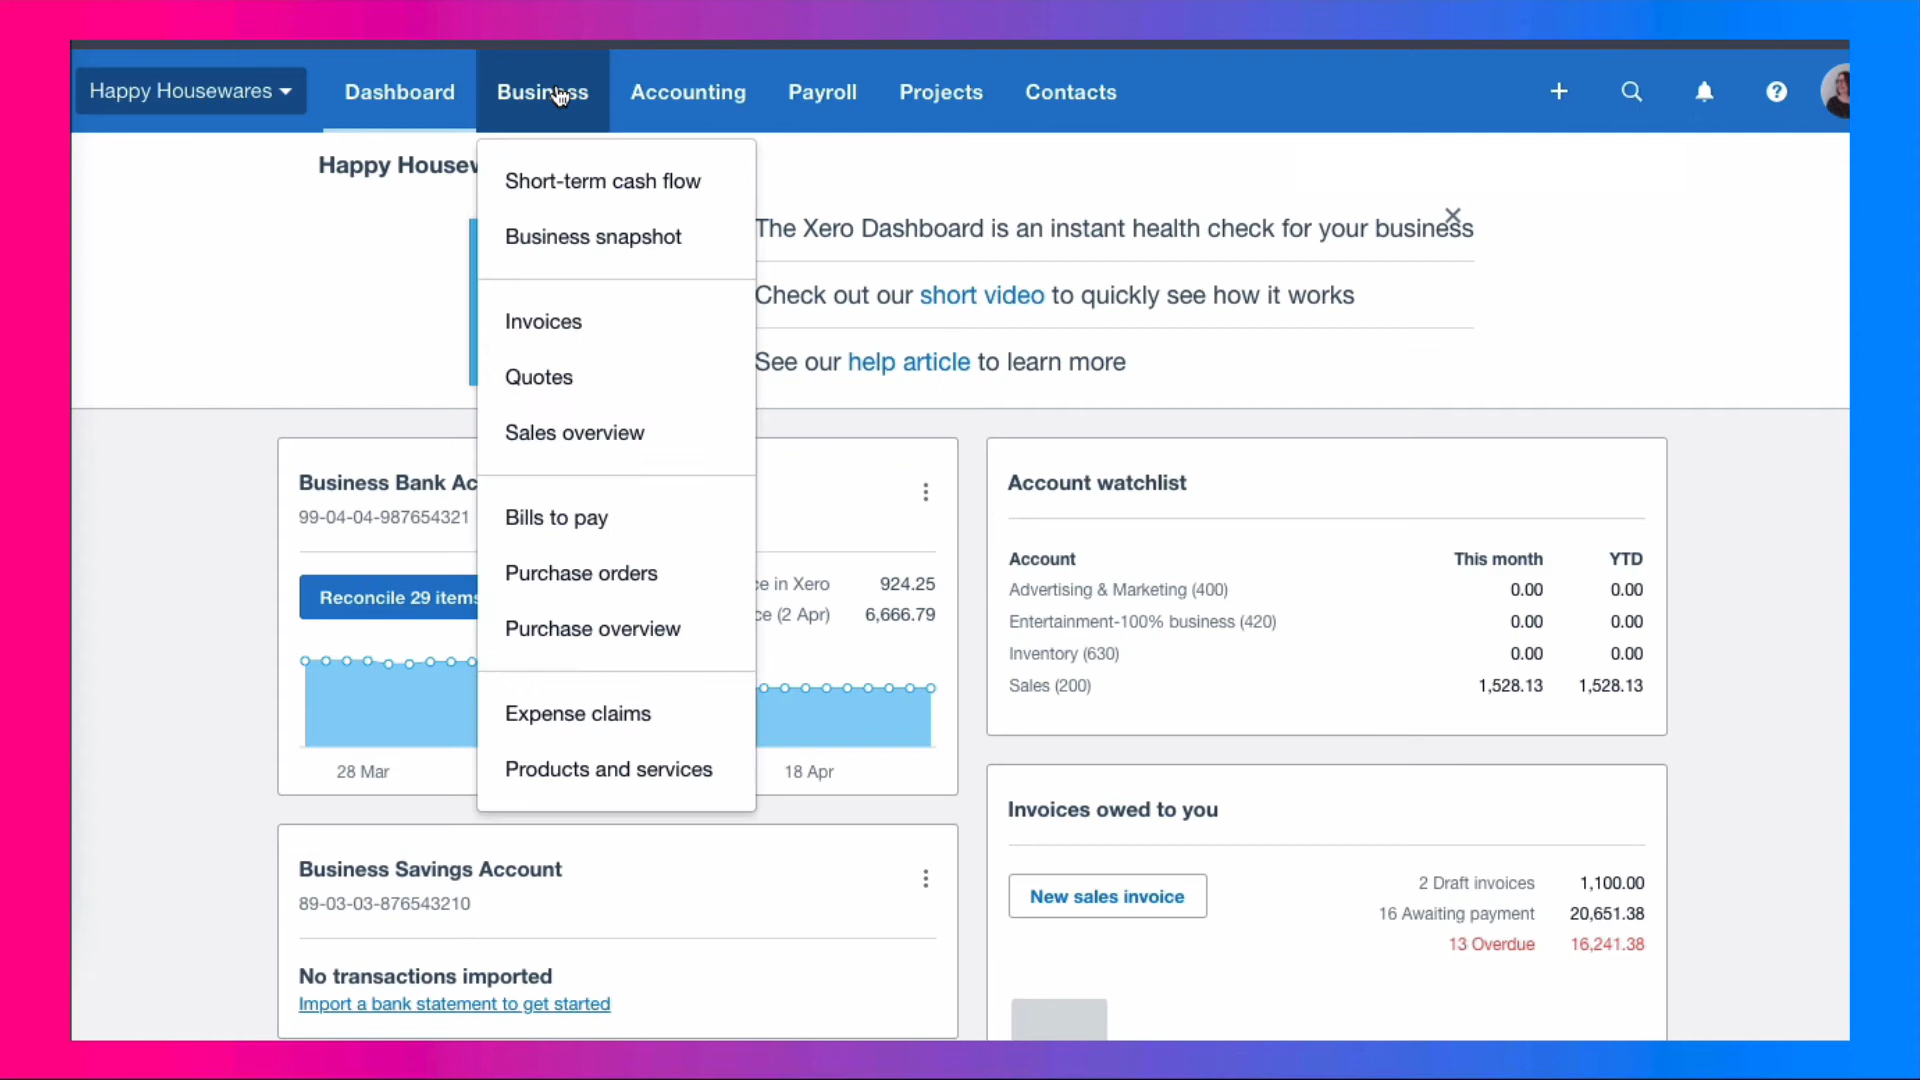 Happy Housewares
Dashboard
Business
Accounting
Payroll
Projects
Contacts
?
Happy Housew
Short-term cash flow
Business snapshot
Invoices
Quotes
Sales overview
Bills to pay
Purchase orders
Purchase overview
Expense claims
Products and services
The Xero Dashboard is an instant health check for your business
Check out our short video to quickly see how it works
See our help article to learn more
Business Bank Ac
99-04-04-987654321
Reconcile 29 items
ce in Xero 924.25
ce (2 Apr) 6,666.79
28 Mar 18 Apr
Business Savings Account
89-03-03-876543210
No transactions imported
Import a bank statement to get started
Account watchlist
Account This month YTD
Advertising & Marketing (400) 0.00 0.00
Entertainment-100% business (420) 0.00 0.00
Inventory (630) 0.00 0.00
Sales (200) 1,528.13 1,528.13
Invoices owed to you
New sales invoice
2 Draft invoices 1,100.00
16 Awaiting payment 20,651.38
13 Overdue 16,241.38